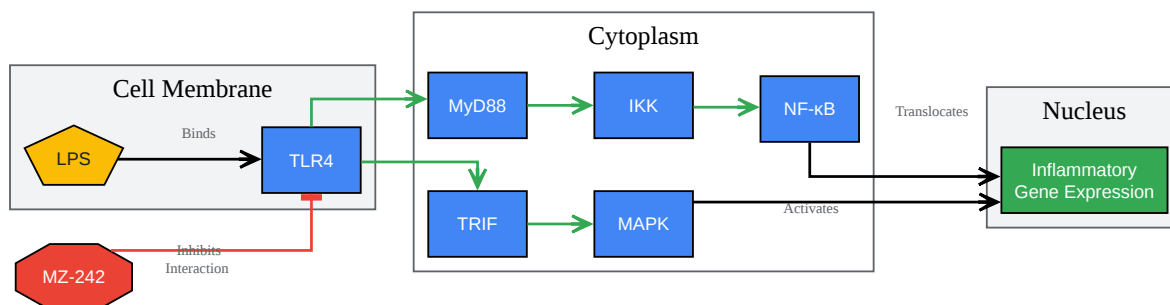 Cytoplasm
Cell Membrane
MyD88
IKK
NF-κB
Translocates
Nucleus
Binds
LPS
TLR4
Inflammatory
Gene Expression
TRIF
MAPK
Activates
Inhibits
Interaction
MZ-242